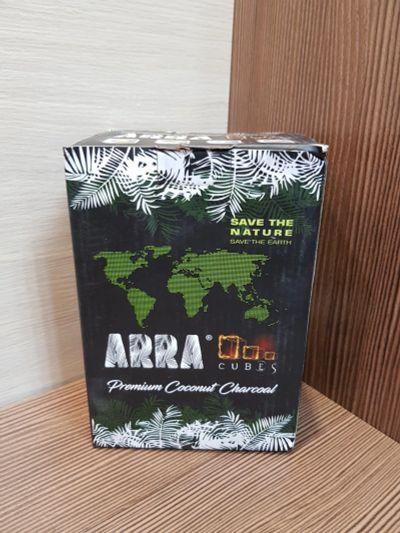 SAVE THE
NATURE
SAVE THE EARTH
ARRA®
CUBES
Premium Coconut Charcoal